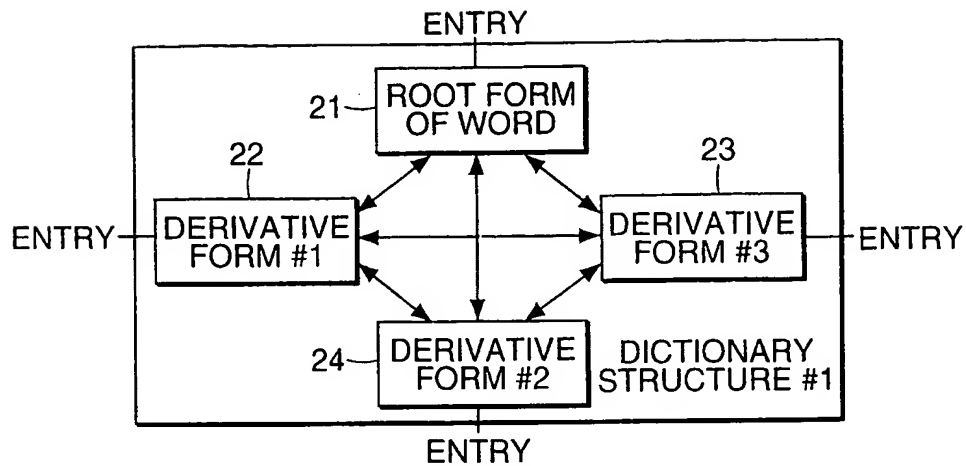 ENTRY
21
ROOT FORM
OF WORD
22
23
ENTRY
DERIVATIVE
FORM #1
DERIVATIVE
FORM #3
ENTRY
24
DERIVATIVE
FORM #2
DICTIONARY
STRUCTURE #1
ENTRY